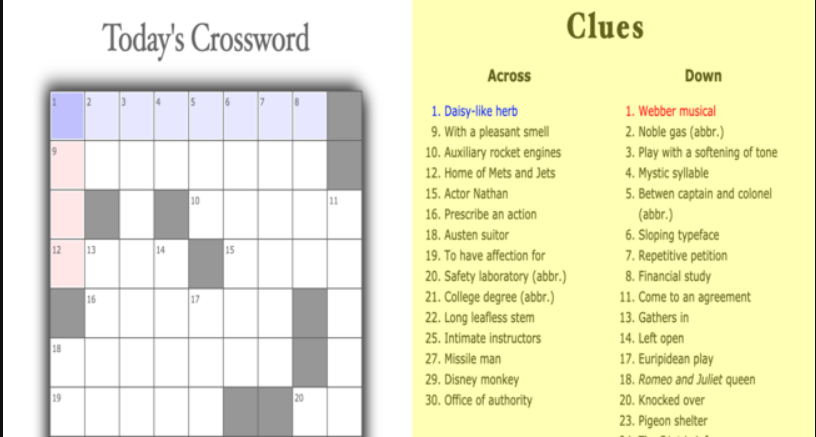 Today's Crossword
1 2 3 4 5 6 7 8
9
10 11
12 13 14 15
16 17
18
19 20
Clues
Across
1. Daisy-like herb
9. With a pleasant smell
10. Auxiliary rocket engines
12. Home of Mets and Jets
15. Actor Nathan
16. Prescribe an action
18. Austen suitor
19. To have affection for
20. Safety laboratory (abbr.)
21. College degree (abbr.)
22. Long leafless stem
25. Intimate instructors
27. Missile man
29. Disney monkey
30. Office of authority
Down
1. Webber musical
2. Noble gas (abbr.)
3. Play with a softening of tone
4. Mystic syllable
5. Betwen captain and colonel
(abbr.)
6. Sloping typeface
7. Repetitive petition
8. Financial study
11. Come to an agreement
13. Gathers in
14. Left open
17. Euripidean play
18. Romeo and Juliet queen
20. Knocked over
23. Pigeon shelter